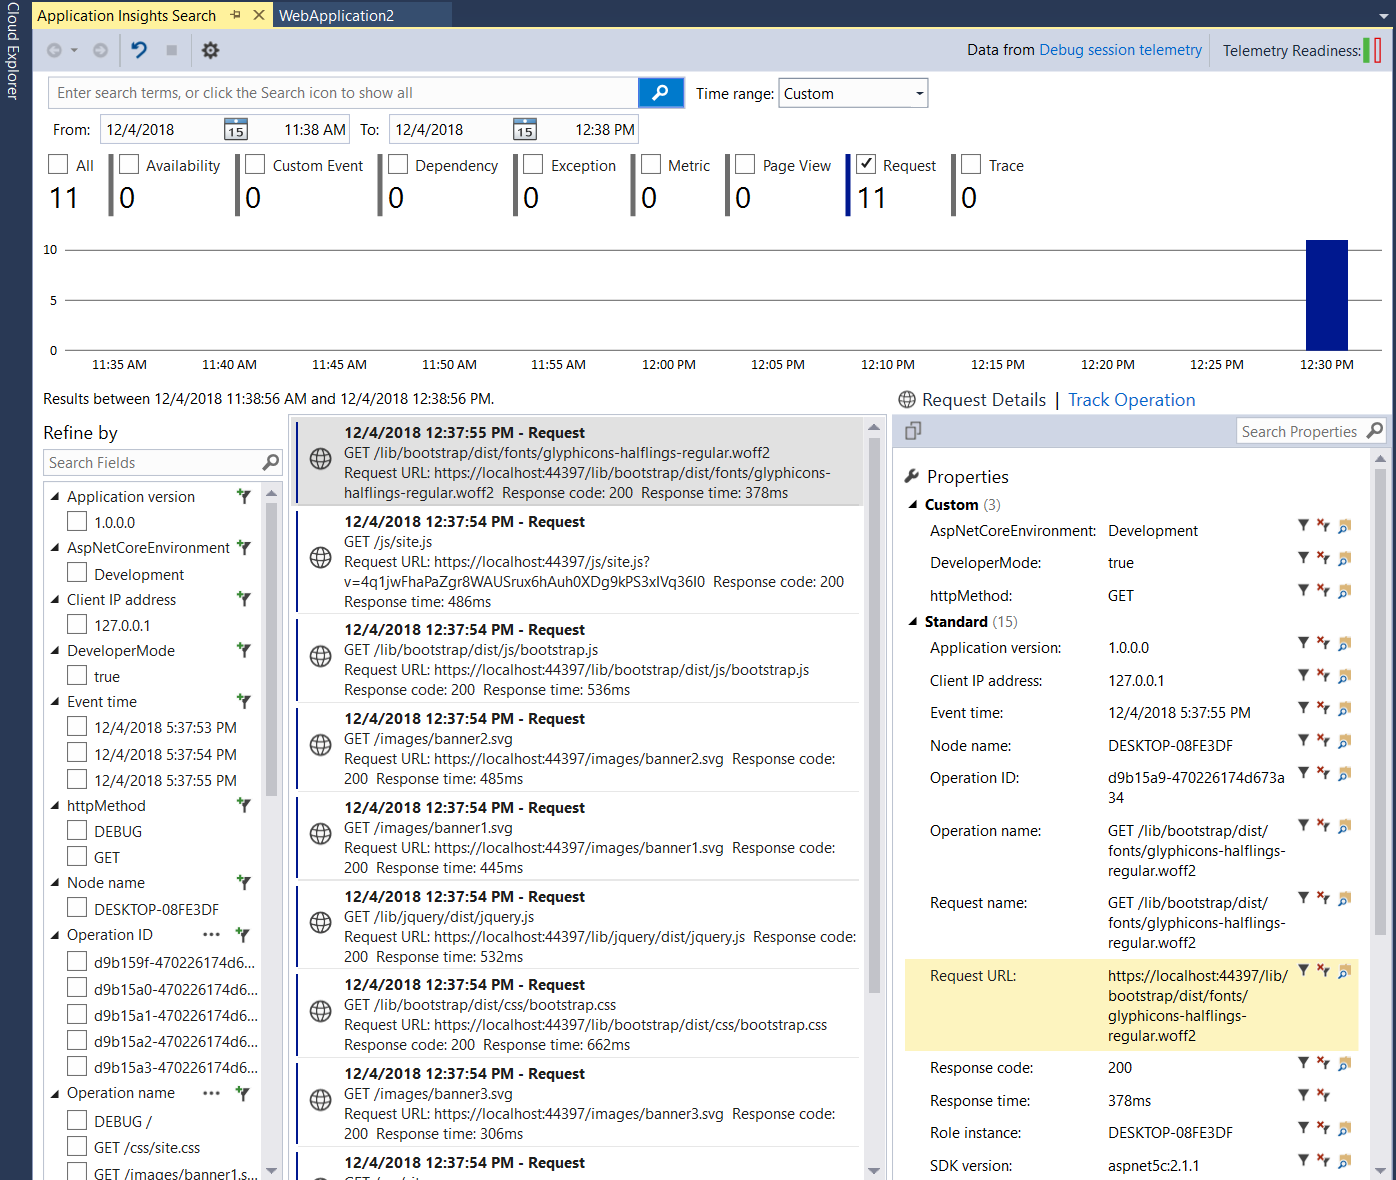 Cloud Explorer
Application Insights Search
WebApplication2
Data from Debug session telemetry
Telemetry Readiness:
Enter search terms, or click the Search icon to show all
Time range: Custom
From: 12/4/2018 15 11:38 AM To: 12/4/2018 15 12:38 PM
All Availability Custom Event Dependency Exception Metric Page View Request Trace
11 0 0 0 0 0 0 11 0
10
5
0
11:35 AM 11:40 AM 11:45 AM 11:50 AM 11:55 AM 12:00 PM 12:05 PM 12:10 PM 12:15 PM 12:20 PM 12:25 PM 12:30 PM
Results between 12/4/2018 11:38:56 AM and 12/4/2018 12:38:56 PM.
Refine by
Search Fields
Application version
1.0.0.0
AspNetCoreEnvironment
Development
Client IP address
127.0.0.1
DeveloperMode
true
Event time
12/4/2018 5:37:53 PM
12/4/2018 5:37:54 PM
12/4/2018 5:37:55 PM
httpMethod
DEBUG
GET
Node name
DESKTOP-08FE3DF
Operation ID ...
d9b159f-470226174d6...
d9b15a0-470226174d6...
d9b15a1-470226174d6...
d9b15a2-470226174d6...
d9b15a3-470226174d6...
Operation name ...
DEBUG /
GET /css/site.css
GET /images/banner1.s...
12/4/2018 12:37:55 PM - Request
GET /lib/bootstrap/dist/fonts/glyphicons-halflings-regular.woff2
Request URL: https://localhost:44397/lib/bootstrap/dist/fonts/glyphicons-
halflings-regular.woff2 Response code: 200 Response time: 378ms
12/4/2018 12:37:54 PM - Request
GET /js/site.js
Request URL: https://localhost:44397/js/site.js?
v=4q1jwFhaPaZgr8WAUSrux6hAuh0XDg9kPS3xIVq36I0 Response code: 200
Response time: 486ms
12/4/2018 12:37:54 PM - Request
GET /lib/bootstrap/dist/js/bootstrap.js
Request URL: https://localhost:44397/lib/bootstrap/dist/js/bootstrap.js
Response code: 200 Response time: 536ms
12/4/2018 12:37:54 PM - Request
GET /images/banner2.svg
Request URL: https://localhost:44397/images/banner2.svg Response code:
200 Response time: 485ms
12/4/2018 12:37:54 PM - Request
GET /images/banner1.svg
Request URL: https://localhost:44397/images/banner1.svg Response code:
200 Response time: 445ms
12/4/2018 12:37:54 PM - Request
GET /lib/jquery/dist/jquery.js
Request URL: https://localhost:44397/lib/jquery/dist/jquery.js Response code:
200 Response time: 532ms
12/4/2018 12:37:54 PM - Request
GET /lib/bootstrap/dist/css/bootstrap.css
Request URL: https://localhost:44397/lib/bootstrap/dist/css/bootstrap.css
Response code: 200 Response time: 662ms
12/4/2018 12:37:54 PM - Request
GET /images/banner3.svg
Request URL: https://localhost:44397/images/banner3.svg Response code:
200 Response time: 306ms
12/4/2018 12:37:54 PM - Request
Request Details | Track Operation
Search Properties
Properties
Custom (3)
AspNetCoreEnvironment: Development
DeveloperMode: true
httpMethod: GET
Standard (15)
Application version: 1.0.0.0
Client IP address: 127.0.0.1
Event time: 12/4/2018 5:37:55 PM
Node name: DESKTOP-08FE3DF
Operation ID: d9b15a9-470226174d673a
34
Operation name: GET /lib/bootstrap/dist/
fonts/glyphicons-halflings-
regular.woff2
Request name: GET /lib/bootstrap/dist/
fonts/glyphicons-halflings-
regular.woff2
Request URL: https://localhost:44397/lib/
bootstrap/dist/fonts/
glyphicons-halflings-
regular.woff2
Response code: 200
Response time: 378ms
Role instance: DESKTOP-08FE3DF
SDK version: aspnet5c:2.1.1